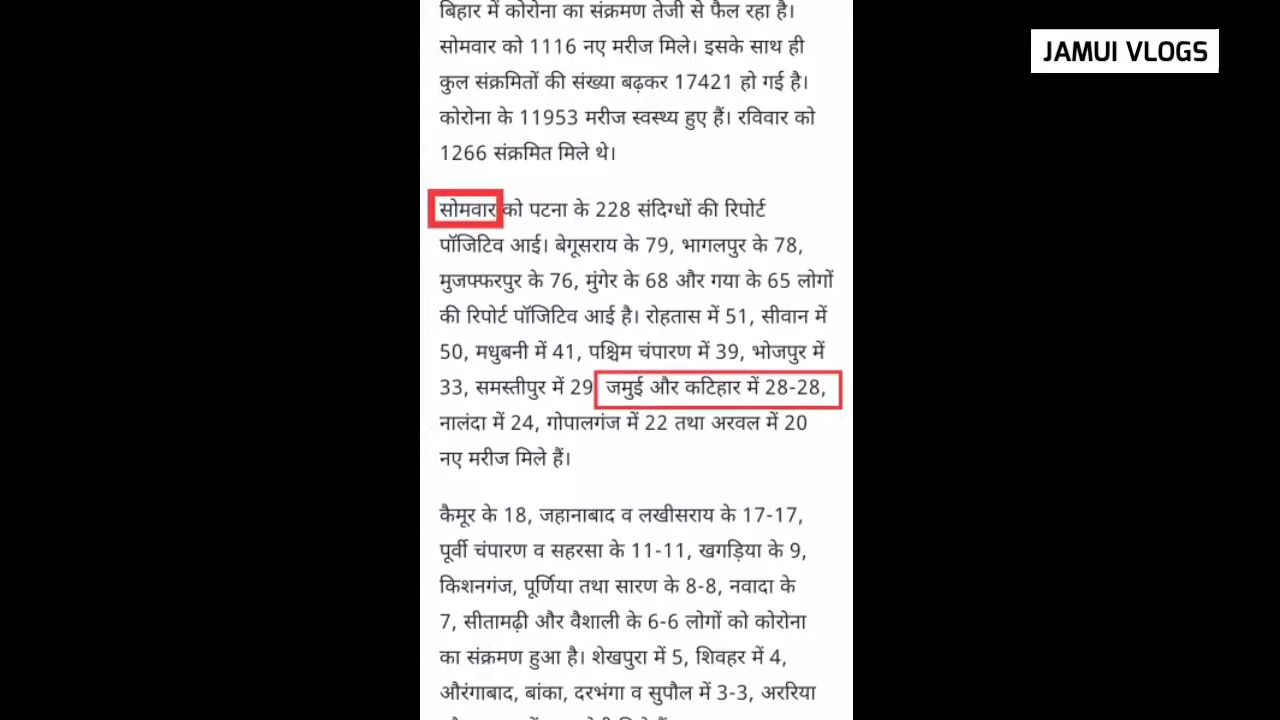 बिहार में कोरोना का संक्रमण तेजी से फैल रहा है।
सोमवार को 1116 नए मरीज मिले। इसके साथ ही
कुल संक्रमितों की संख्या बढ़कर 17421 हो गई है।
कोरोना के 11953 मरीज स्वस्थ्य हुए हैं। रविवार को
1266 संक्रमित मिले थे।
सोमवार को पटना के 228 संदिग्धों की रिपोर्ट
पॉजिटिव आई। बेगूसराय के 79, भागलपुर के 78,
मुजफ्फरपुर के 76, मुंगेर के 68 और गया के 65 लोगों
की रिपोर्ट पॉजिटिव आई है। रोहतास में 51, सीवान में
50, मधुबनी में 41, पश्चिम चंपारण में 39, भोजपुर में
33, समस्तीपुर में 29 जमुई और कटिहार में 28-28,
नालंदा में 24, गोपालगंज में 22 तथा अरवल में 20
नए मरीज मिले हैं।
कैमूर के 18, जहानाबाद व लखीसराय के 17-17,
पूर्वी चंपारण व सहरसा के 11-11, खगड़िया के 9,
किशनगंज, पूर्णिया तथा सारण के 8-8, नवादा के
7, सीतामढ़ी और वैशाली के 6-6 लोगों को कोरोना
का संक्रमण हुआ है। शेखपुरा में 5, शिवहर में 4,
औरंगाबाद, बांका, दरभंगा व सुपौल में 3-3, अररिया
JAMUI VLOGS